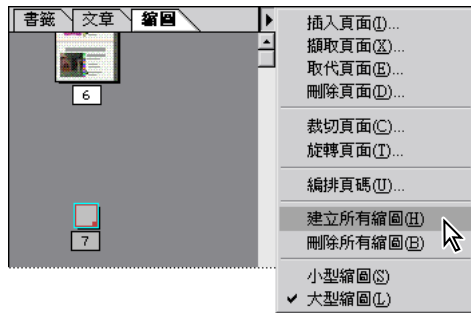 書籤 文章 縮圖
6
7
插入頁面(I)...
擷取頁面(X)...
取代頁面(E)...
刪除頁面(D)...
裁切頁面(C)...
旋轉頁面(T)...
編排頁碼(U)...
建立所有縮圖(H)
刪除所有縮圖(B)
小型縮圖(S)
✓ 大型縮圖(L)